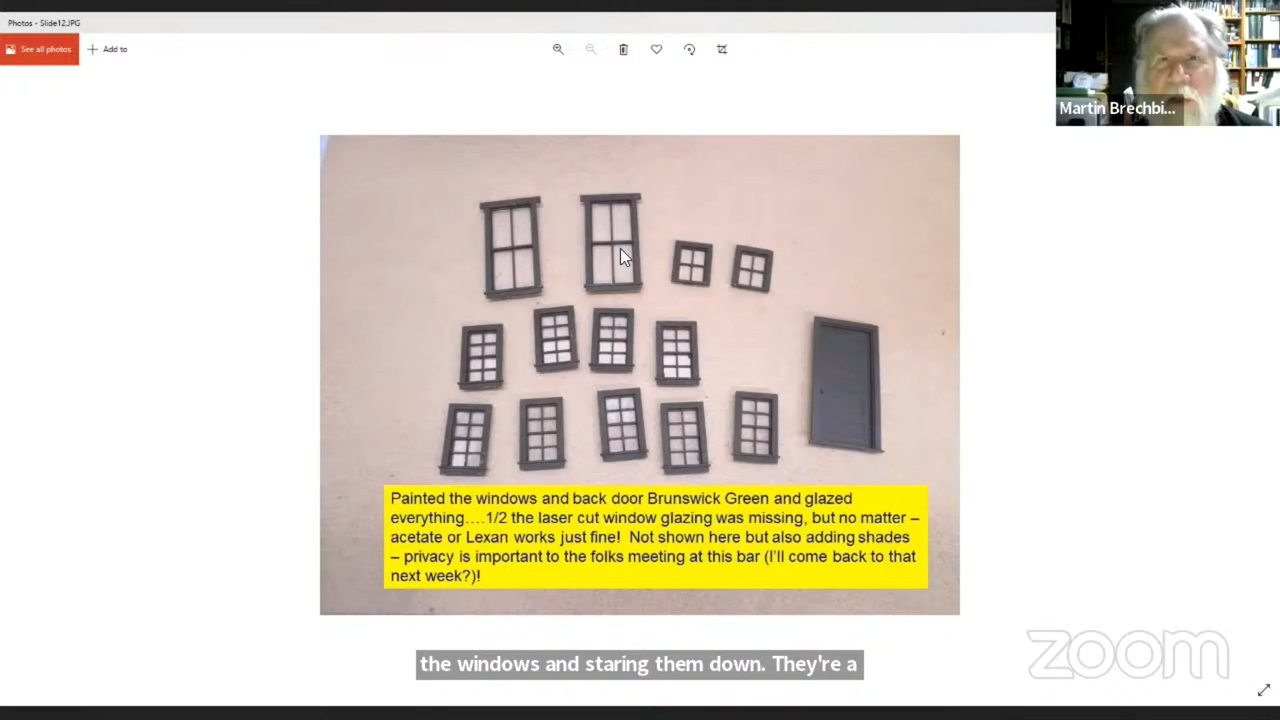 Photos - Slide12.JPG
See all photos
Add to
Martin Brechbi...
Painted the windows and back door Brunswick Green and glazed
everything....1/2 the laser cut window glazing was missing, but no matter –
acetate or Lexan works just fine!  Not shown here but also adding shades
– privacy is important to the folks meeting at this bar (I'll come back to that
next week?)!
the windows and staring them down. They're a
zoom